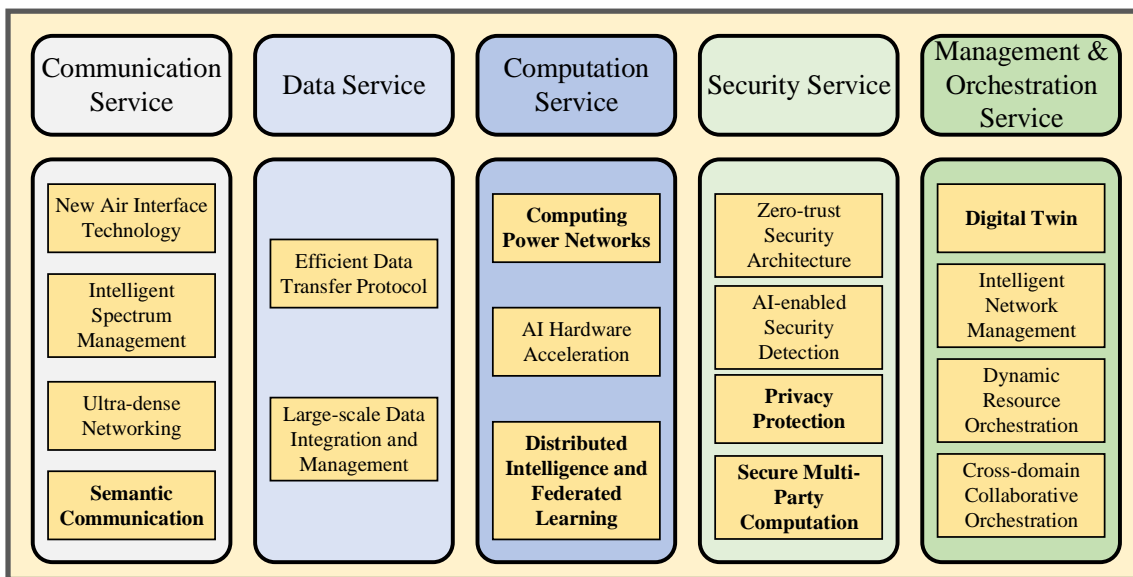 Communication
Service
Data Service
Computation
Service
Security Service
Management &
Orchestration
Service
New Air Interface
Technology
Intelligent
Spectrum
Management
Ultra-dense
Networking
Semantic
Communication
Efficient Data
Transfer Protocol
Large-scale Data
Integration and
Management
Computing
Power Networks
AI Hardware
Acceleration
Distributed
Intelligence and
Federated
Learning
Zero-trust
Security
Architecture
AI-enabled
Security
Detection
Privacy
Protection
Secure Multi-
Party
Computation
Digital Twin
Intelligent
Network
Management
Dynamic
Resource
Orchestration
Cross-domain
Collaborative
Orchestration